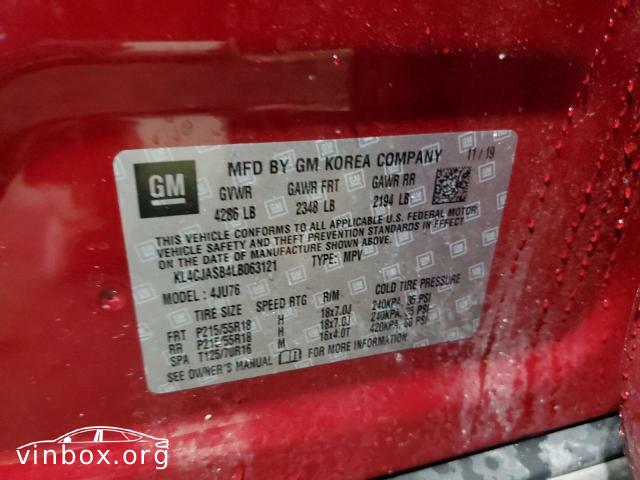 GM
MFD BY GM KOREA COMPANY 11/19
GVWR GAWR FRT GAWR RR
4286 LB 2348 LB 2194 LB
THIS VEHICLE CONFORMS TO ALL APPLICABLE U.S. FEDERAL MOTOR
VEHICLE SAFETY AND THEFT PREVENTION STANDARDS IN EFFECT ON
THE DATE OF MANUFACTURE SHOWN ABOVE.
KL4CJASB4LB063121 TYPE: MPV
MODEL: 4JU76
TIRE SIZE SPEED RTG RIM COLD TIRE PRESSURE
FRT P215/55R18 H 18x7.0J 240KPA, 35 PSI
RR P215/55R18 H 18x7.0J 240KPA, 35 PSI
SPA T125/70R16 16x4.0T 420KPA, 60 PSI
SEE OWNER'S MANUAL FOR MORE INFORMATION
vinbox.org